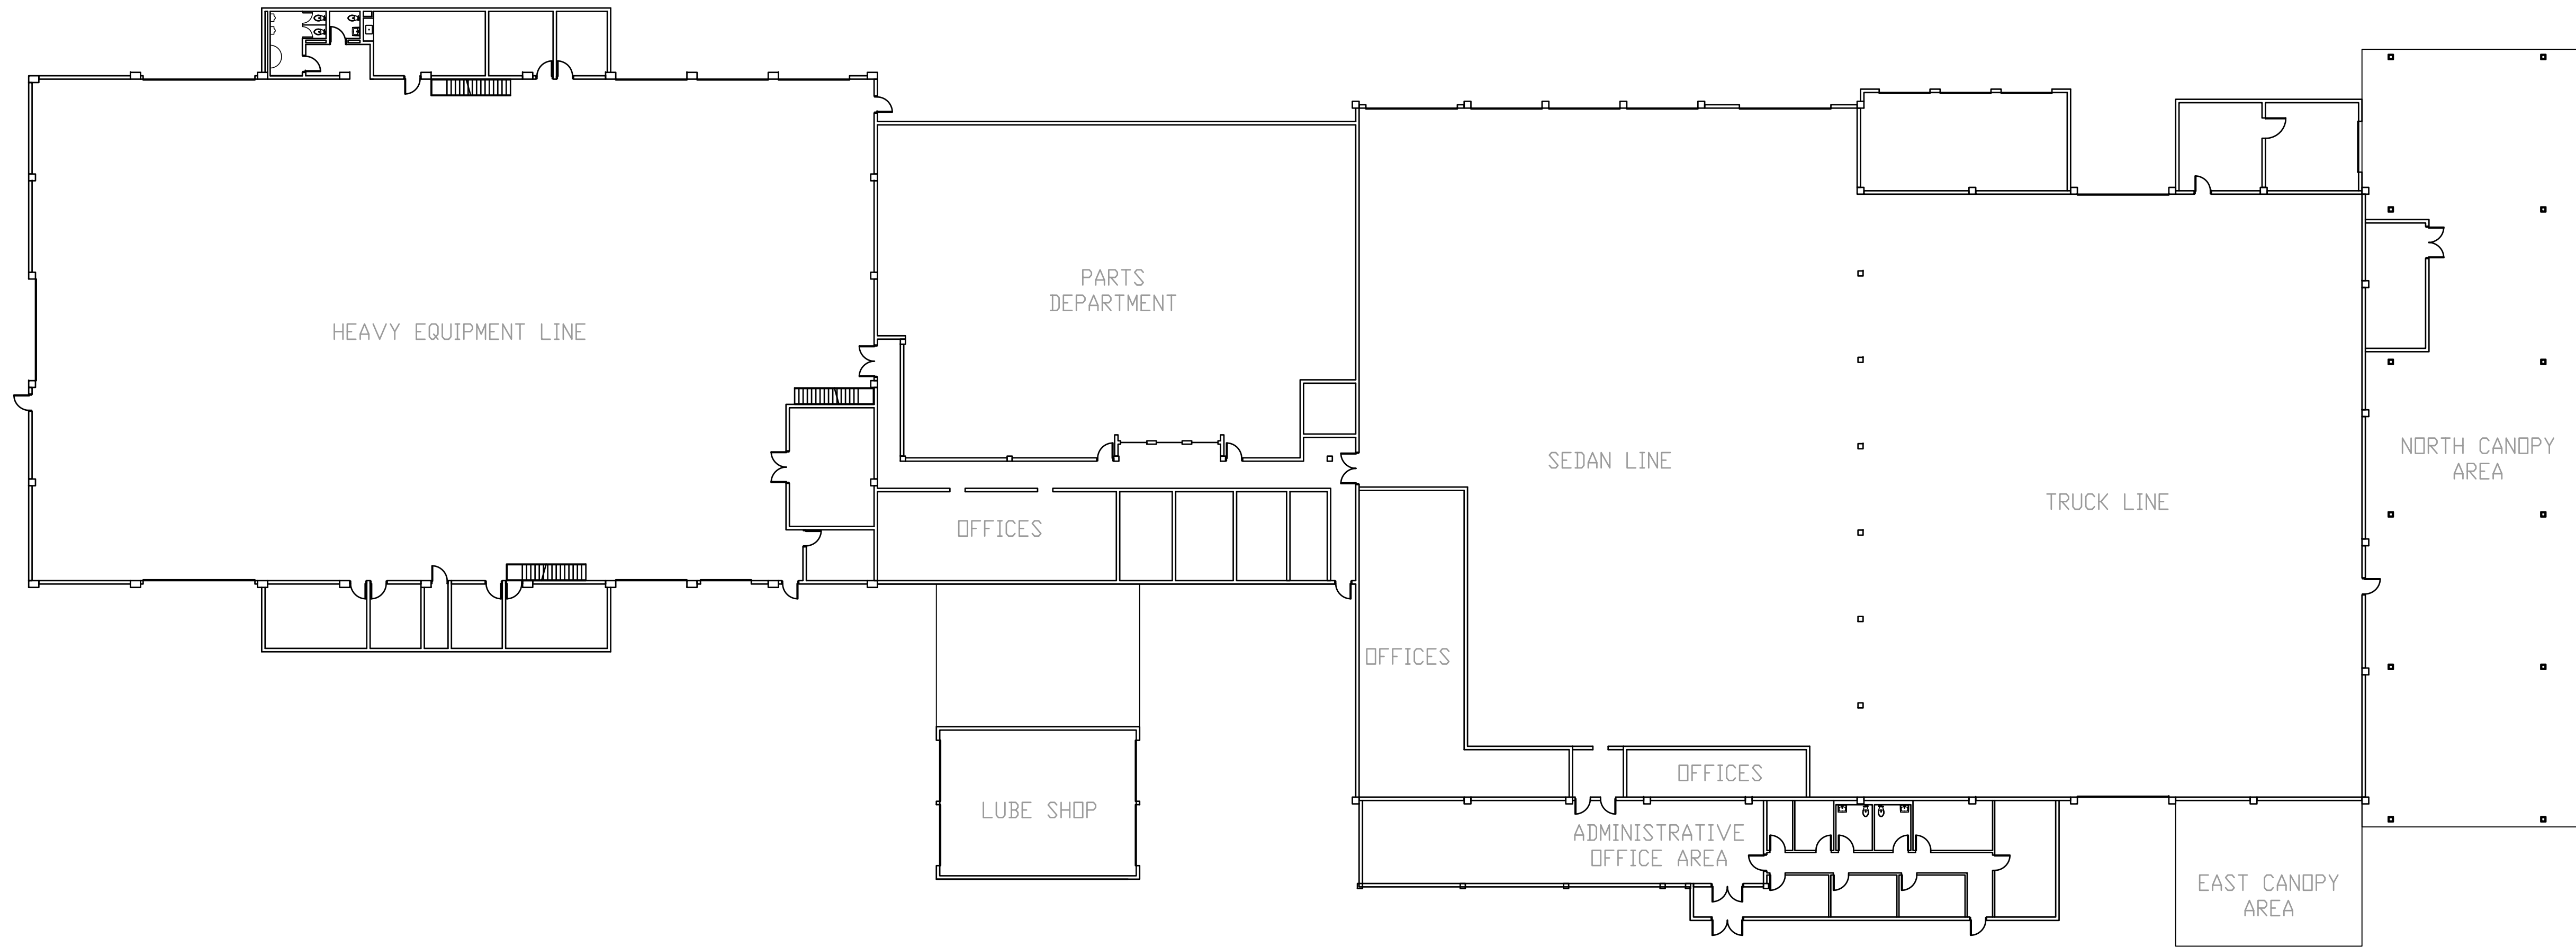 HEAVY EQUIPMENT LINE
PARTS
DEPARTMENT
OFFICES
LUBE SHOP
SEDAN LINE
OFFICES
OFFICES
ADMINISTRATIVE
OFFICE AREA
TRUCK LINE
NORTH CANOPY
AREA
EAST CANOPY
AREA